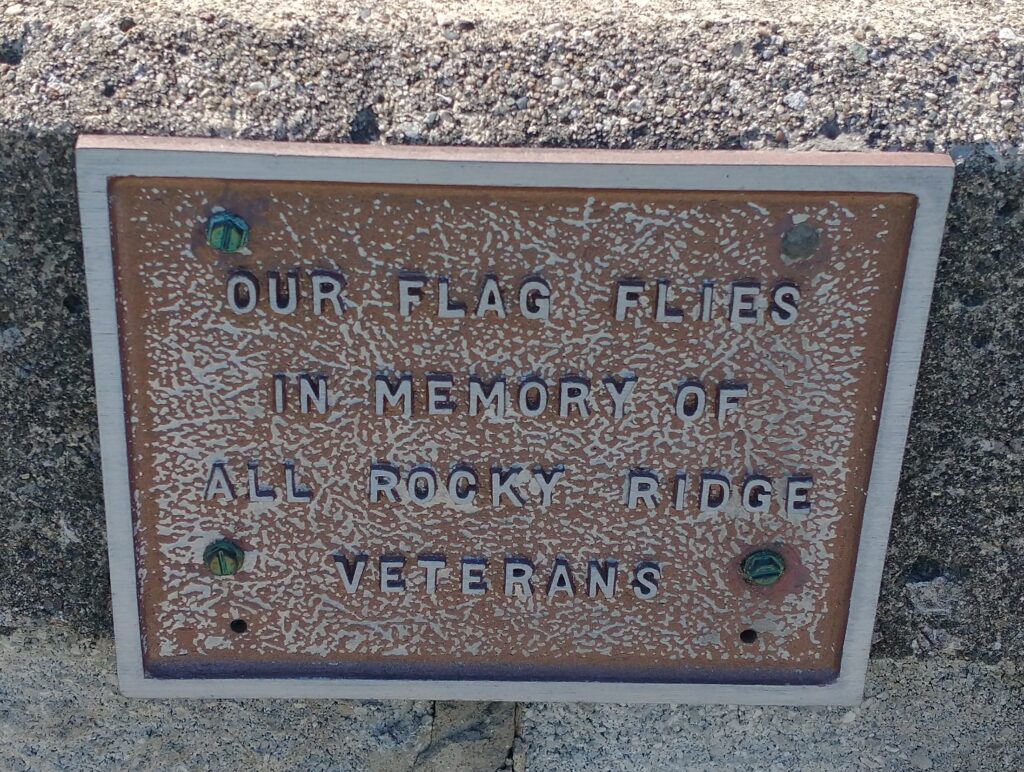 OUR FLAG FLIES
IN MEMORY OF
ALL ROCKY RIDGE
VETERANS